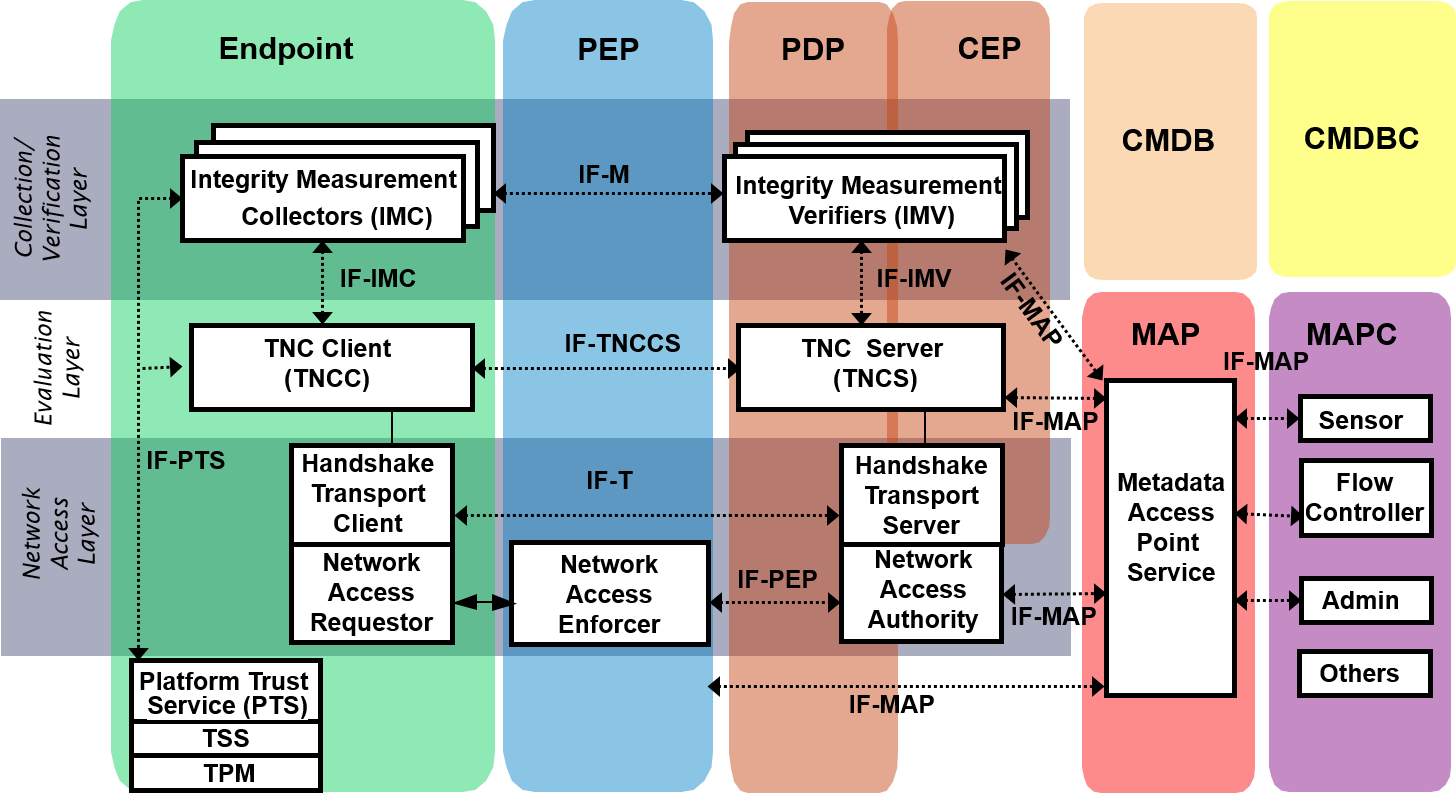 Endpoint
PEP
PDP
CEP
CMDB
CMDBC
Collection/
Verification
Layer
Integrity Measurement
Collectors (IMC)
IF-M
Integrity Measurement
Verifiers (IMV)
IF-IMC
IF-IMV
IF-MAP
Evaluation
Layer
TNC Client
(TNCC)
IF-TNCCS
TNC Server
(TNCS)
IF-MAP
MAP
MAPC
IF-MAP
Network
Access
Layer
IF-PTS
Handshake
Transport
Client
IF-T
Handshake
Transport
Server
Network
Access
Requestor
Network
Access
Enforcer
IF-PEP
Network
Access
Authority
IF-MAP
IF-MAP
Metadata
Access
Point
Service
Sensor
Flow
Controller
Admin
Others
Platform Trust
Service (PTS)
TSS
TPM